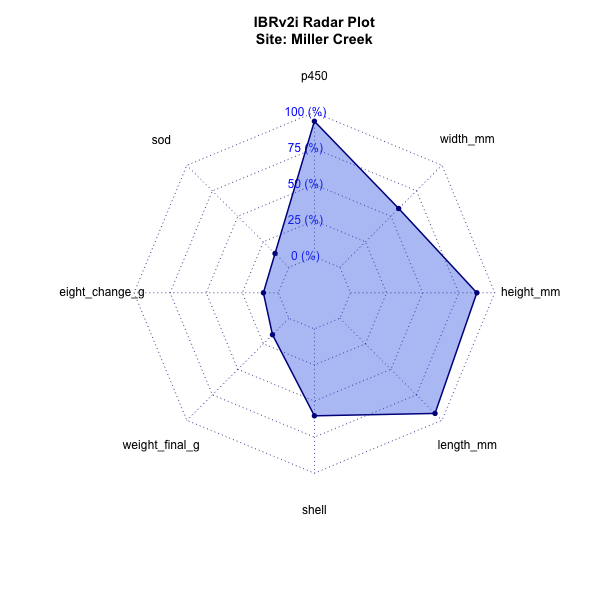 IBRv2i Radar Plot
Site: Miller Creek
p450
100 (%)
sod
width_mm
75 (%)
50 (%)
25 (%)
0 (%)
eight_change_g
height_mm
weight_final_g
length_mm
shell